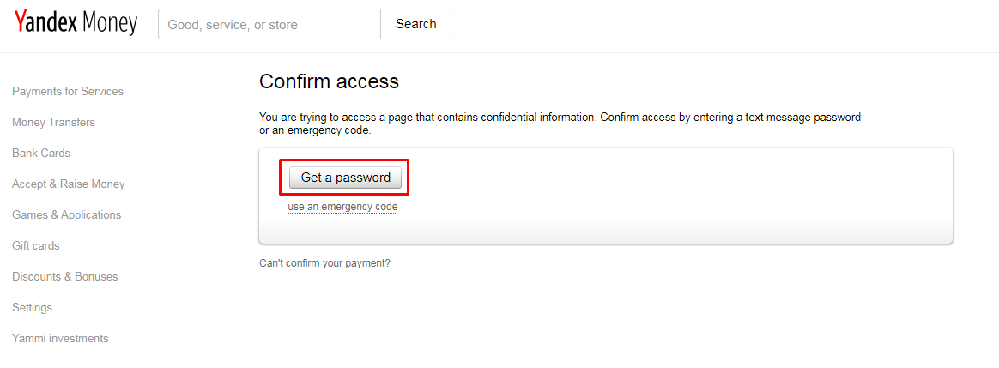 Yandex Money
Good, service, or store
Search
Payments for Services
Money Transfers
Bank Cards
Accept & Raise Money
Games & Applications
Gift cards
Discounts & Bonuses
Settings
Yammi investments
Confirm access
You are trying to access a page that contains confidential information. Confirm access by entering a text message password
or an emergency code.
Get a password
use an emergency code
Can't confirm your payment?